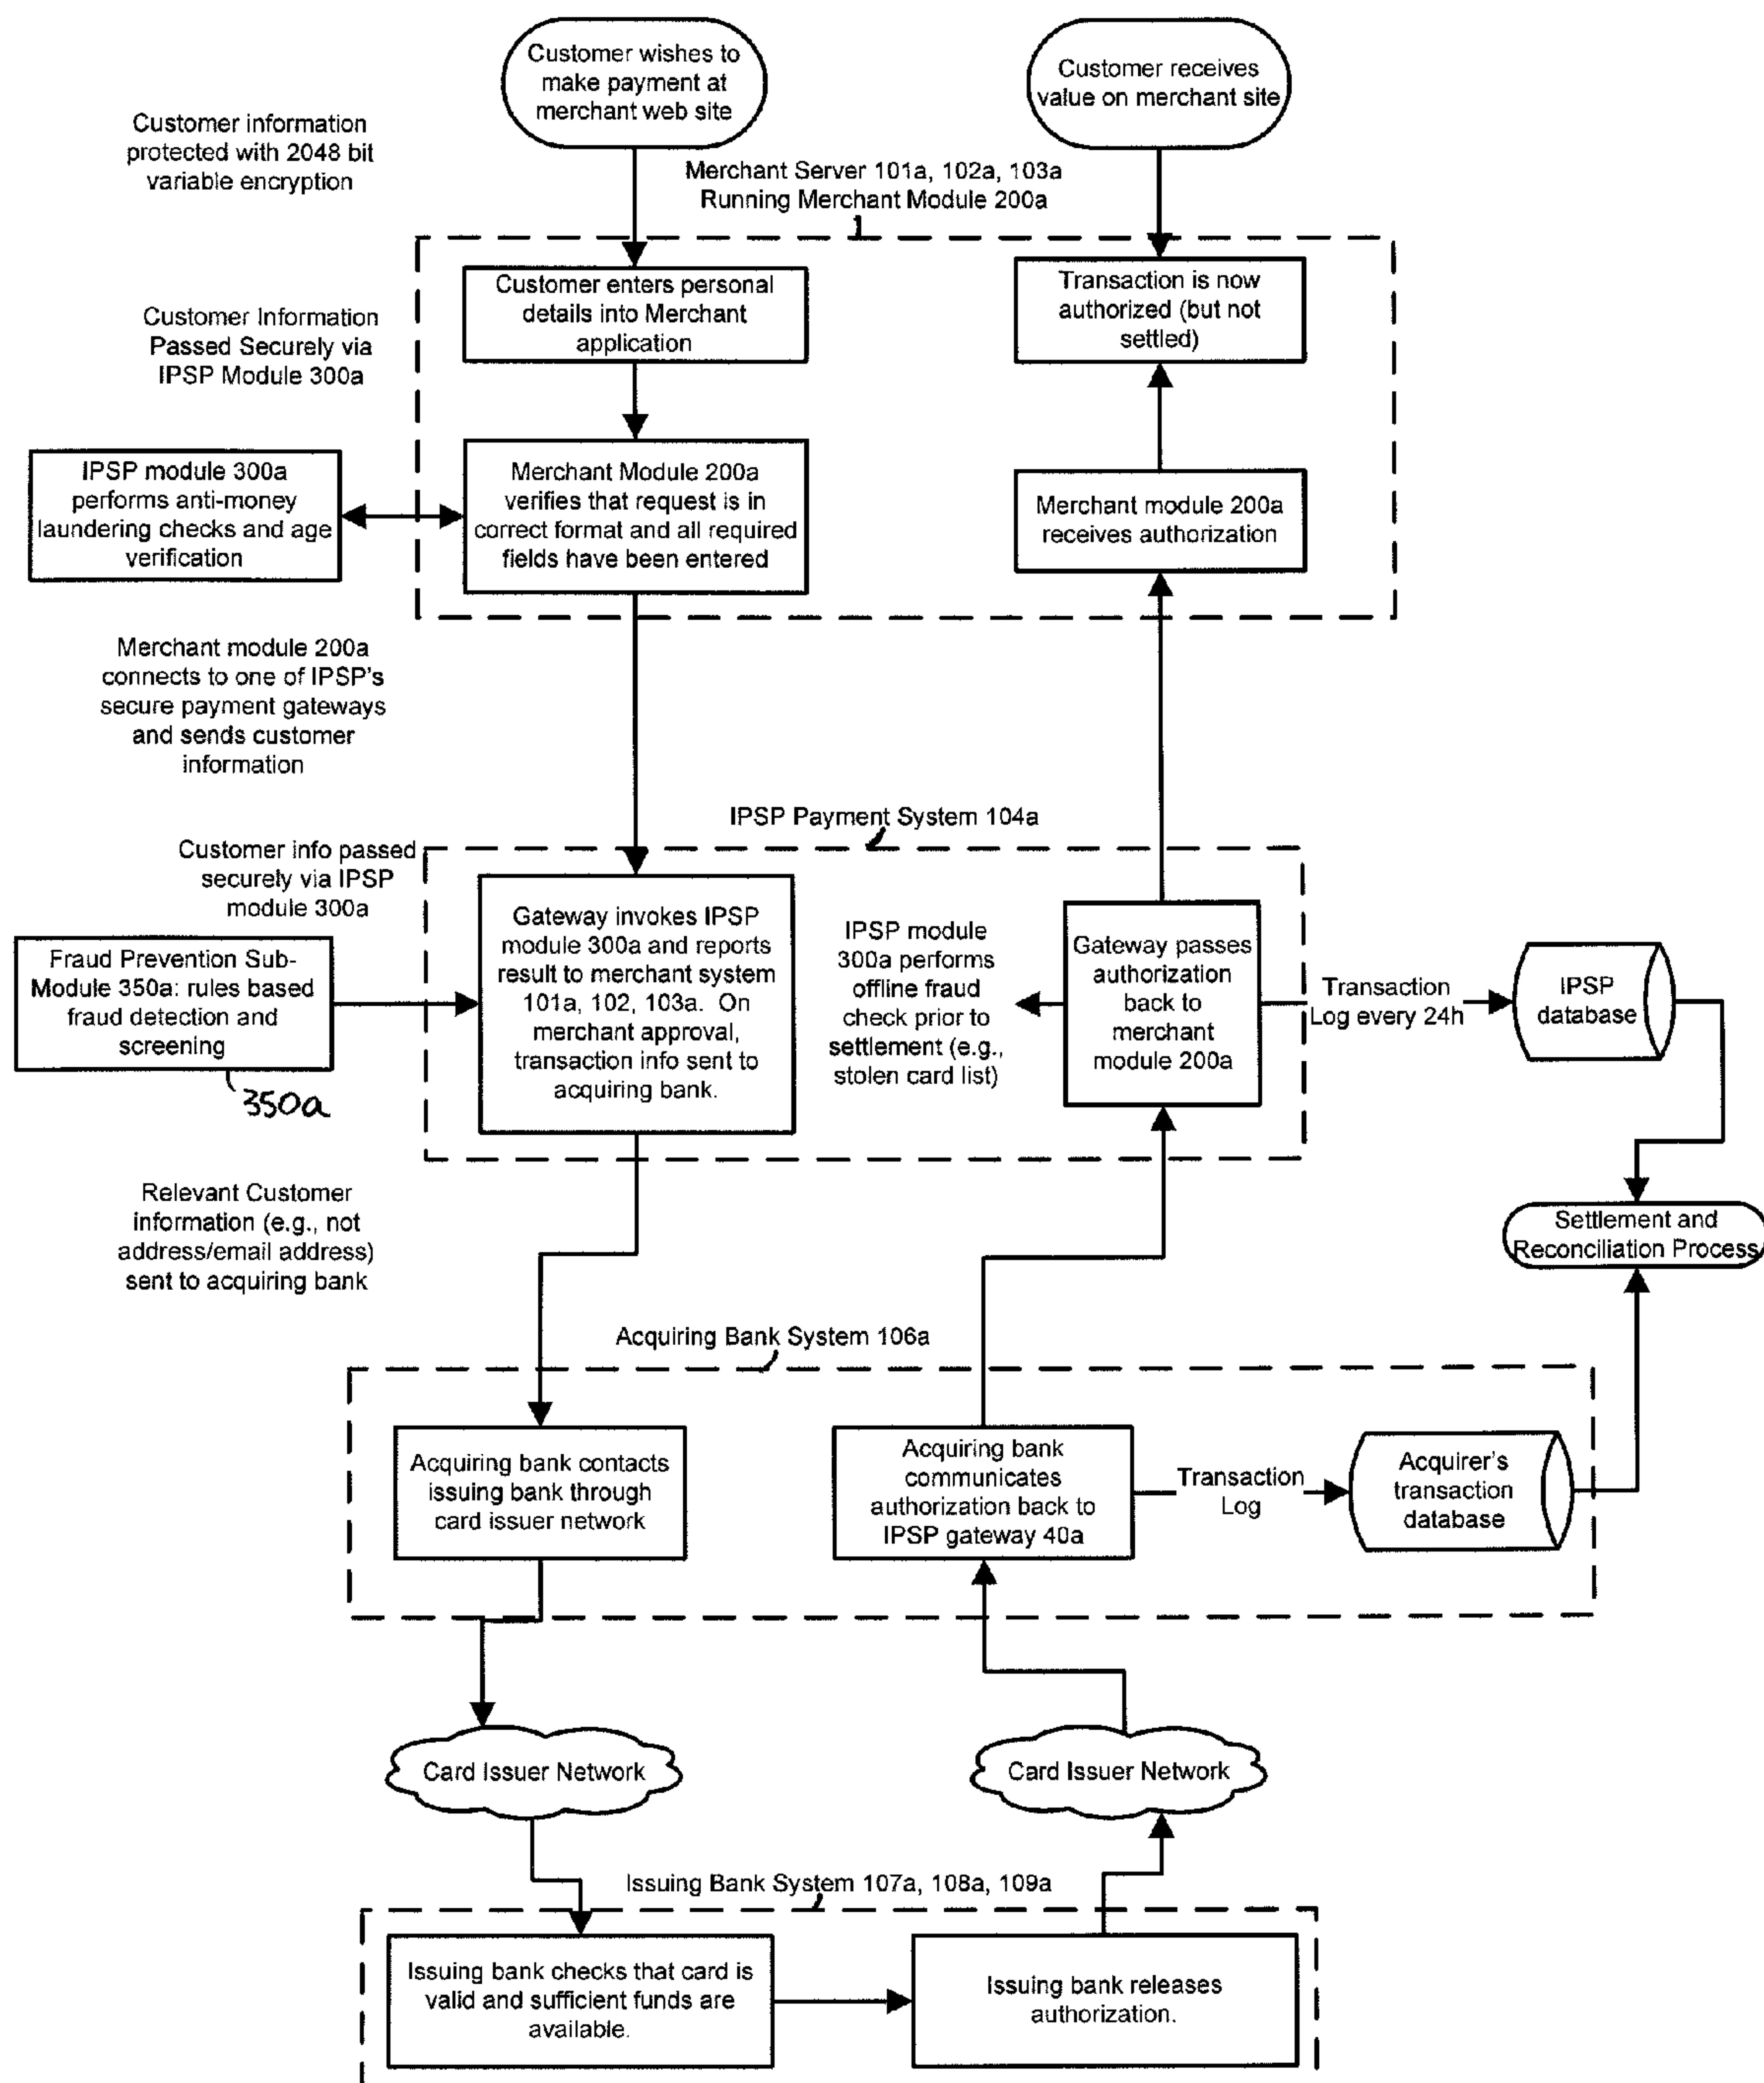 Customer wishes to
make payment at
merchant web site
Customer receives
value on merchant site
Customer information
protected with 2048 bit
variable encryption
Merchant Server 101a, 102a, 103a
Running Merchant Module 200a
Customer enters personal
details into Merchant
application
Transaction is now
authorized (but not
settled)
Customer Information
Passed Securely via
IPSP Module 300a
IPSP module 300a
performs anti-money
laundering checks and age
verification
Merchant Module 200a
verifies that request is in
correct format and all required
fields have been entered
Merchant module 200a
receives authorization
Merchant module 200a
connects to one of IPSP's
secure payment gateways
and sends customer
information
IPSP Payment System 104a
Customer info passed
securely via IPSP
module 300a
Fraud Prevention Sub-
Module 350a: rules based
fraud detection and
screening
350a
Gateway invokes IPSP
module 300a and reports
result to merchant system
101a, 102, 103a. On
merchant approval,
transaction info sent to
acquiring bank.
IPSP module
300a performs
offline fraud
check prior to
settlement (e.g.,
stolen card list)
Gateway passes
authorization
back to
merchant
module 200a
Transaction
Log every 24h
IPSP
database
Relevant Customer
information (e.g., not
address/email address)
sent to acquiring bank
Settlement and
Reconciliation Process
Acquiring Bank System 106a
Acquiring bank contacts
issuing bank through
card issuer network
Acquiring bank
communicates
authorization back to
IPSP gateway 40a
Transaction
Log
Acquirer's
transaction
database
Card Issuer Network
Card Issuer Network
Issuing Bank System 107a, 108a, 109a
Issuing bank checks that card is
valid and sufficient funds are
available.
Issuing bank releases
authorization.